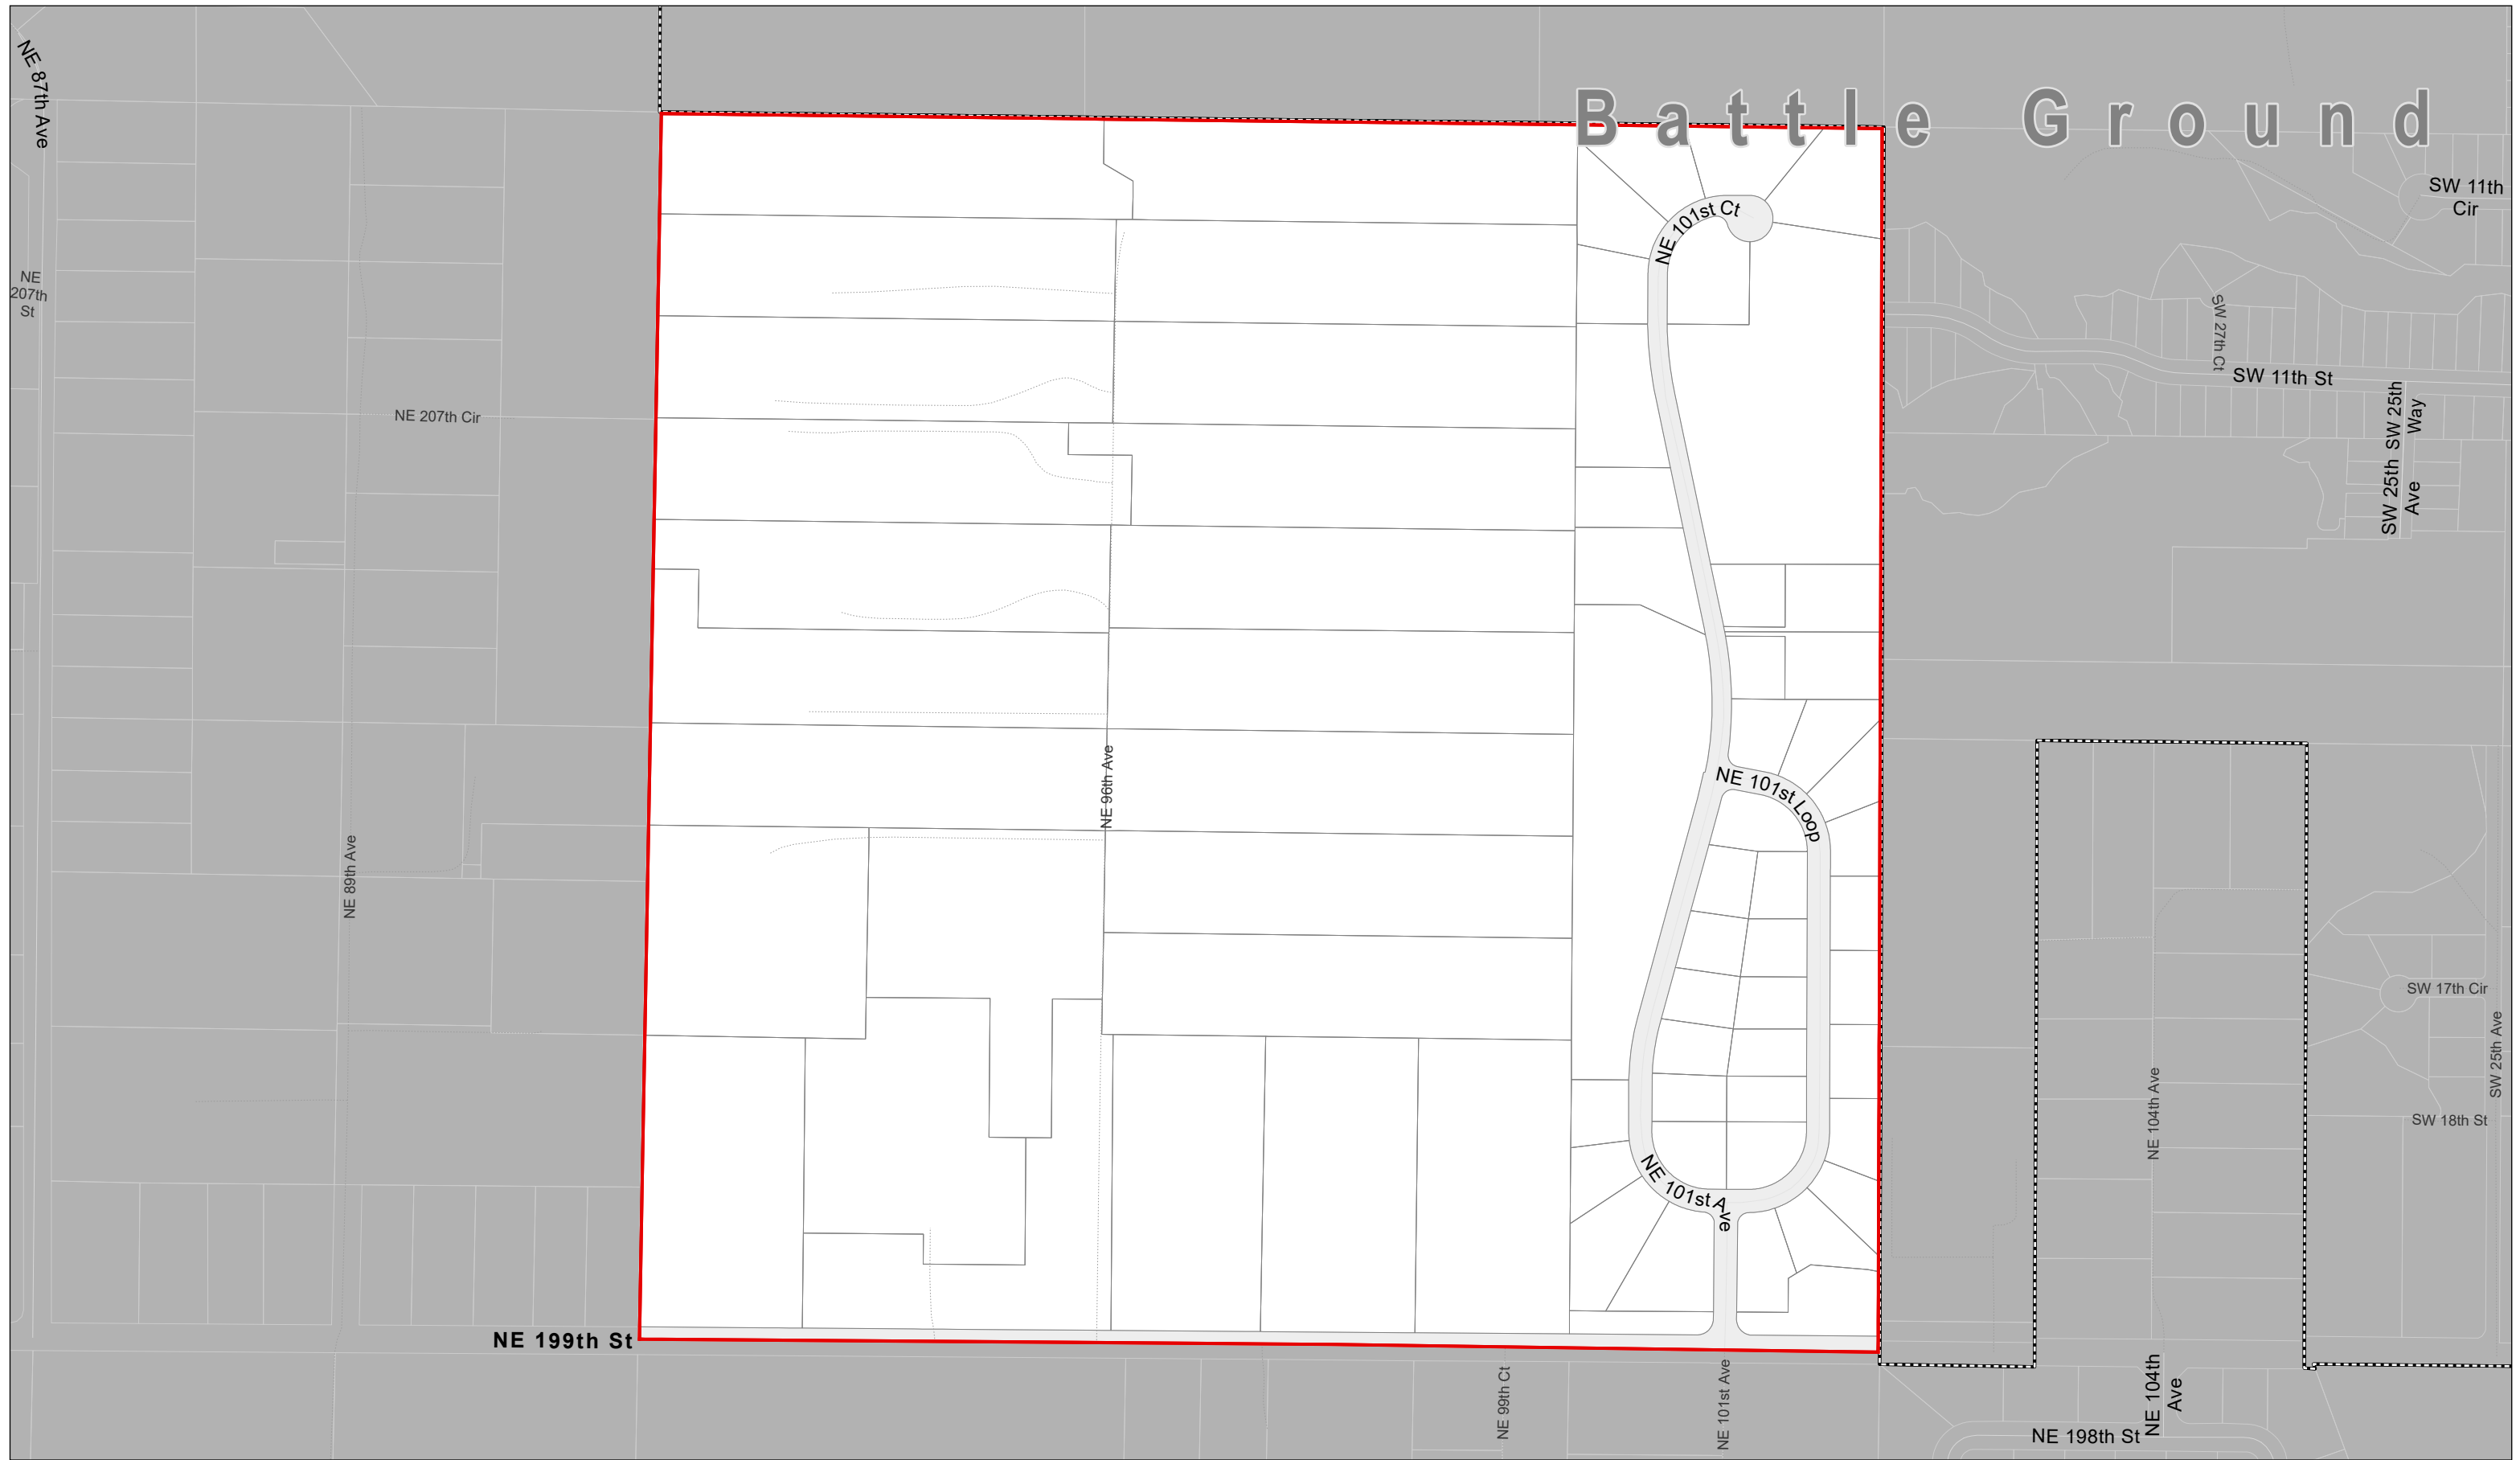 Battle Ground
NE 87th Ave
SW 11th
Cir
NE 101st Ct
NE
207th
St
SW 27th Ct
SW 11th St
SW 25th
Way
NE 207th Cir
SW 25th
Ave
NE 96th Ave
NE 101st Loop
NE 89th Ave
SW 17th Cir
SW 25th Ave
NE 104th Ave
SW 18th St
NE 101st Ave
NE 199th St
NE 99th Ct
NE 101st Ave
NE 104th
Ave
NE 198th St